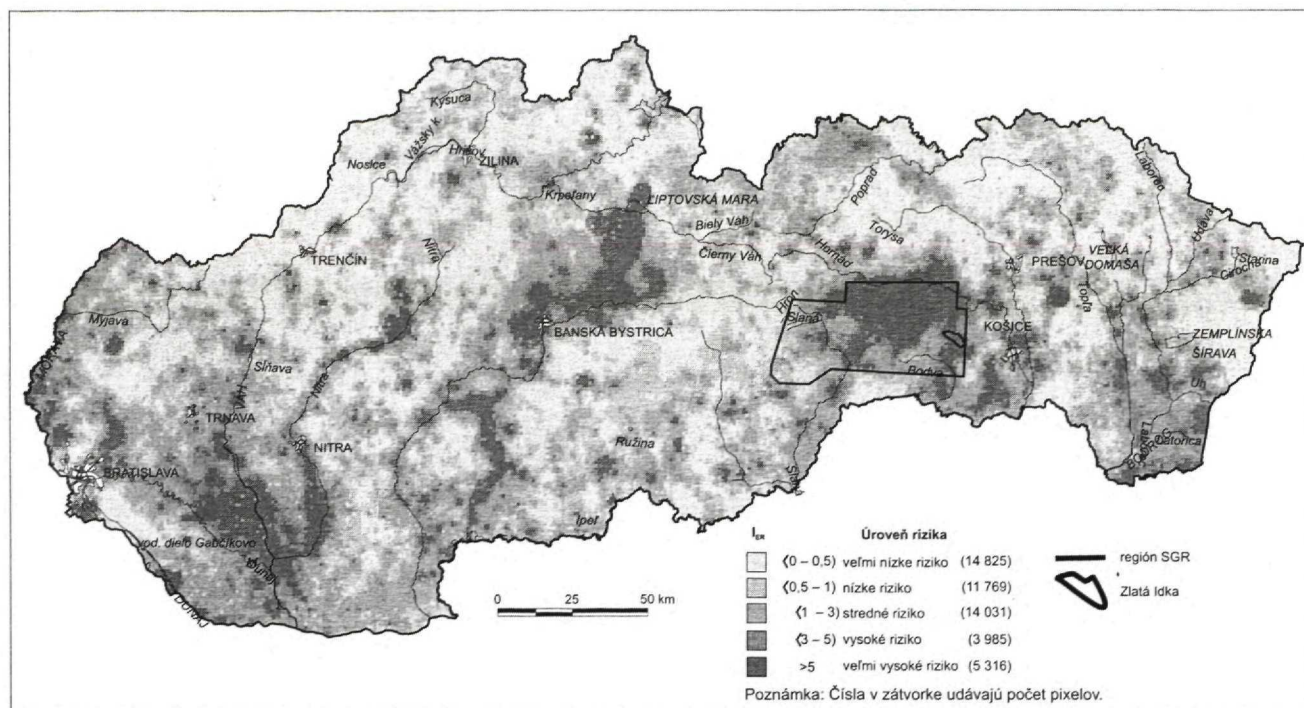 Kysuca
Vážsky k.
Hričov
Nosice
ŽILINA
Krpeľany
LIPTOVSKÁ MARA
Poprad
Laborec
Udava
Biely Váh
Torysa
Čierny Váh
Hornád
TRENČÍN
Nitra
PREŠOV
VEĽKÁ
DOMAŠA
Starina
Cirocha
Topľa
Hron
Slaná
Myjava
BANSKÁ BYSTRICA
KOŠICE
ZEMPLÍNSKA
ŠÍRAVA
MORAVA
Sĺňava
Nitra
Bodva
Uh
VÁH
TRNAVA
NITRA
Ružina
Latorica
BODROG
Slaná
BRATISLAVA
Ipeľ
vod. dielo Gabčíkovo
Dunaj
DUNAJ
0 25 50 km
I_ER Úroveň rizika
⟨0 – 0,5) veľmi nízke riziko (14 825)
⟨0,5 – 1) nízke riziko (11 769)
⟨1 – 3) stredné riziko (14 031)
⟨3 – 5) vysoké riziko (3 985)
>5 veľmi vysoké riziko (5 316)
región SGR
Zlatá Idka
Poznámka: Čísla v zátvorke udávajú počet pixelov.